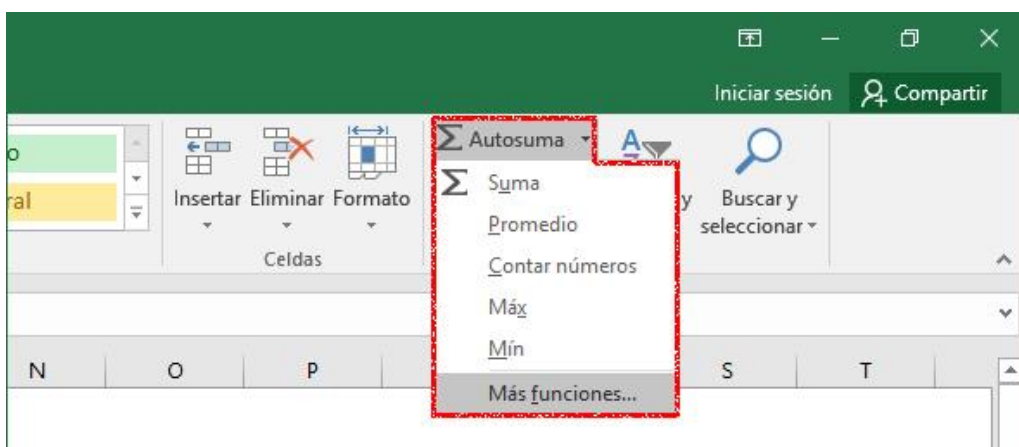 Iniciar sesión Compartir
Σ Autosuma
Insertar Eliminar Formato
Celdas
Σ Suma
Promedio
Contar números
Máx
Mín
Más funciones...
y
Buscar y
seleccionar
o
ral
N O P S T